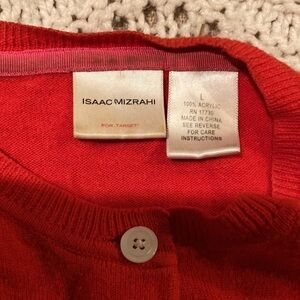 ISAAC MIZRAHI
FOR TARGET
L
100% ACRYLIC
RN 17730
MADE IN CHINA
SEE REVERSE
FOR CARE
INSTRUCTIONS